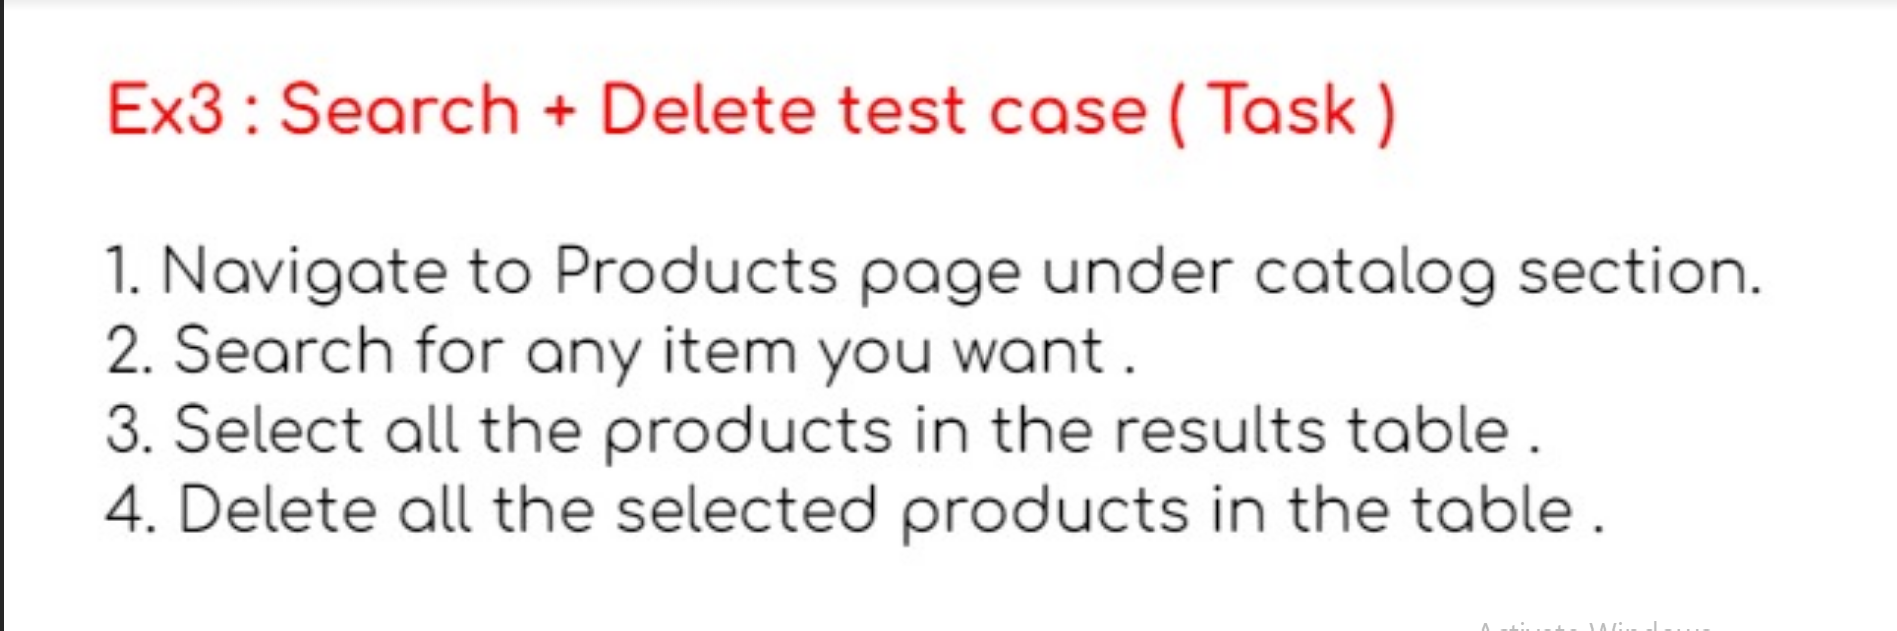 Ex3 : Search + Delete test case ( Task )
1. Navigate to Products page under catalog section.
2. Search for any item you want .
3. Select all the products in the results table .
4. Delete all the selected products in the table .